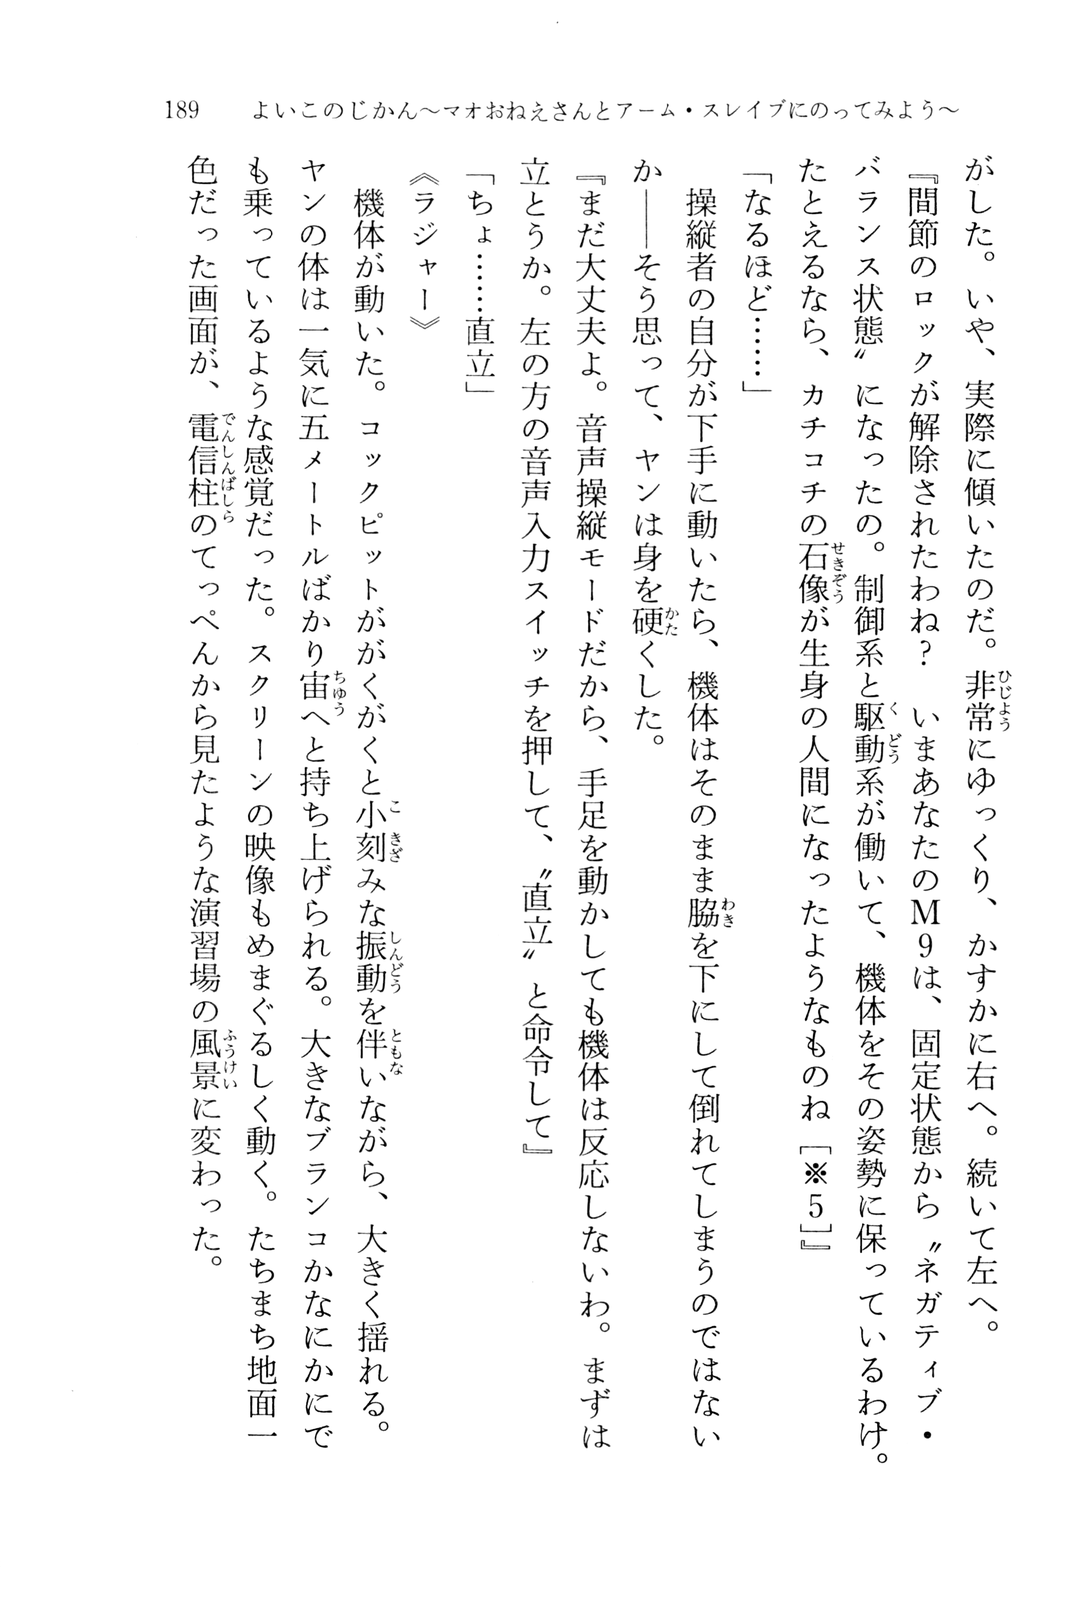 189　よいこのじかん〜マオおねえさんとアーム・スレイブにのってみよう〜
がした。いや、実際に傾いたのだ。非常にゆっくり、かすかに右へ。続いて左へ。
『間節のロックが解除されたわね？　いまあなたのＭ９は、固定状態から〝ネガティブ・
バランス状態〟になったの。制御系と駆動系が働いて、機体をその姿勢に保っているわけ。
たとえるなら、カチコチの石像が生身の人間になったようなものね［※５］』
「なるほど……」
　操縦者の自分が下手に動いたら、機体はそのまま脇を下にして倒れてしまうのではない
か――そう思って、ヤンは身を硬くした。
『まだ大丈夫よ。音声操縦モードだから、手足を動かしても機体は反応しないわ。まずは
立とうか。左の方の音声入力スイッチを押して、〝直立〟と命令して』
「ちょ……直立」
《ラジャー》
　機体が動いた。コックピットががくがくと小刻みな振動を伴いながら、大きく揺れる。
ヤンの体は一気に五メートルばかり宙へと持ち上げられる。大きなブランコかなにかにで
も乗っているような感覚だった。スクリーンの映像もめまぐるしく動く。たちまち地面一
色だった画面が、電信柱のてっぺんから見たような演習場の風景に変わった。